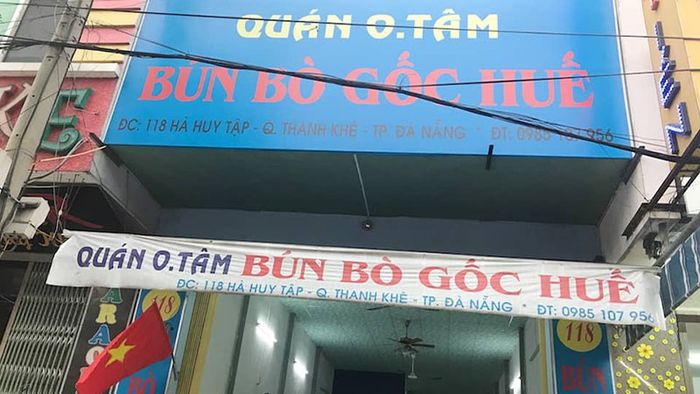 QUÁN O.TÂM
BÚN BÒ GỐC HUẾ
ĐC: 118 HÀ HUY TẬP - Q. THANH KHÊ - TP. ĐÀ NẴNG * ĐT: 0985 107 956
QUÁN O.TÂM BÚN BÒ GỐC HUẾ
ĐC: 118 HÀ HUY TẬP - Q. THANH KHÊ - TP. ĐÀ NẴNG * ĐT: 0985 107 956
118
BÒ
118
BÚN